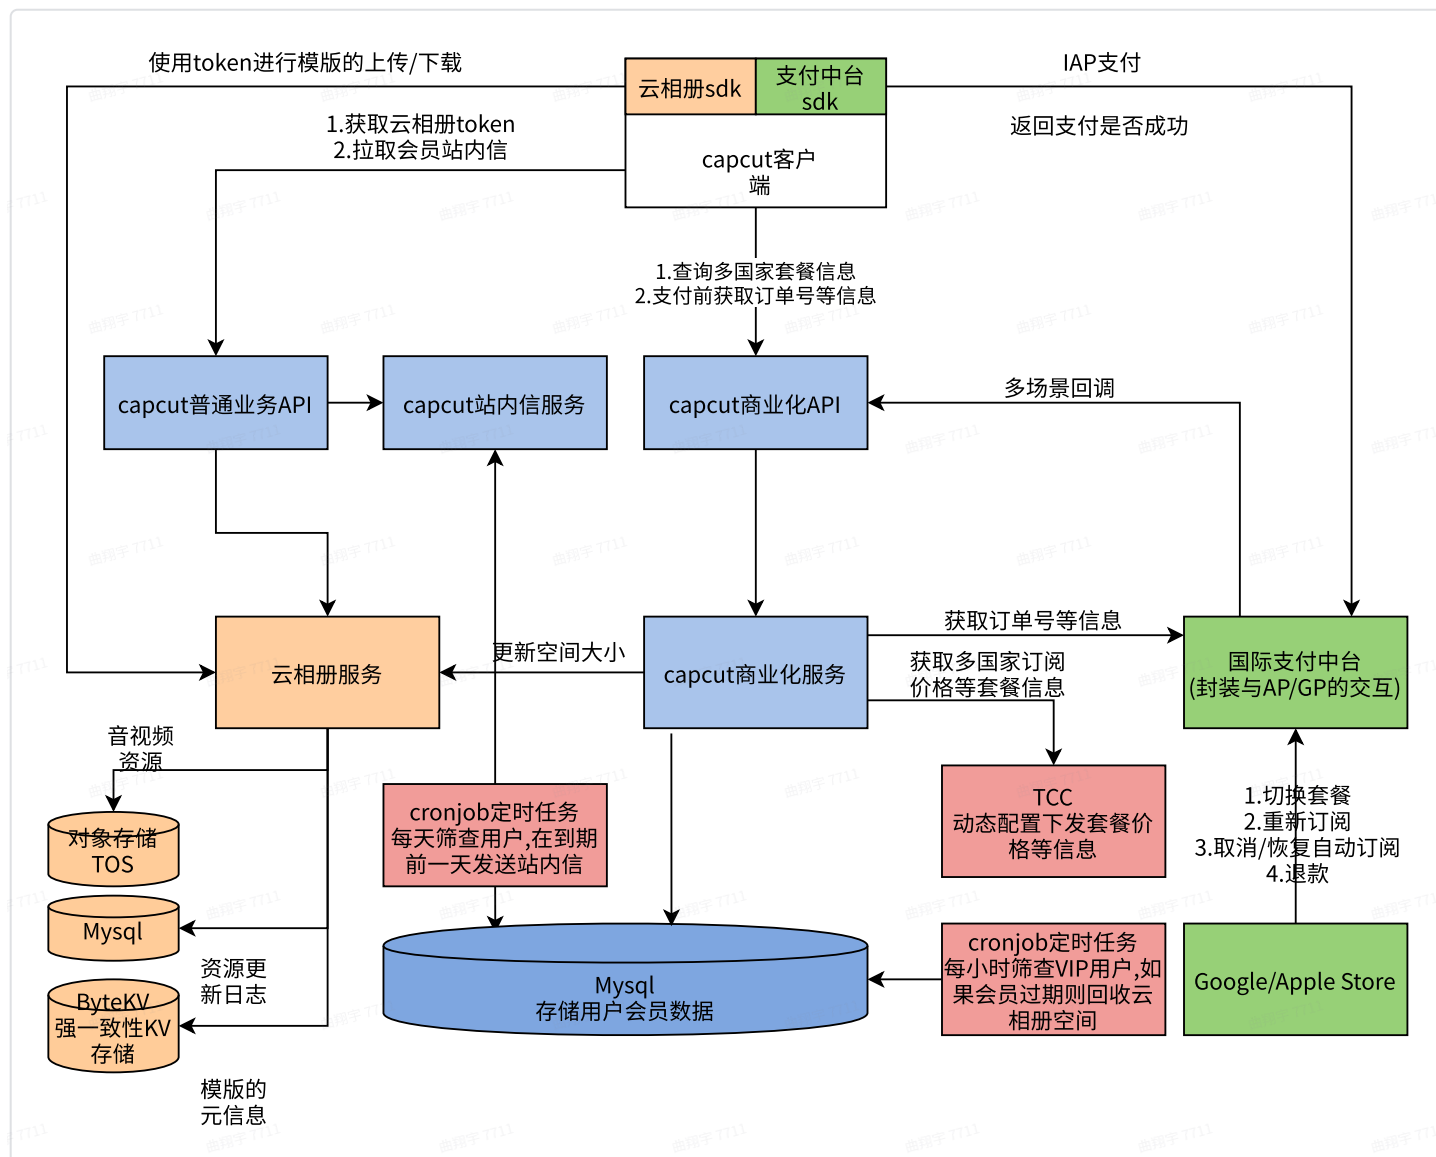 使用token进行模版的上传/下载
IAP支付
云相册sdk
支付中台
sdk
1.获取云相册token
2.拉取会员站内信
返回支付是否成功
capcut客户
端
1.查询多国家套餐信息
2.支付前获取订单号等信息
多场景回调
capcut普通业务API
capcut站内信服务
capcut商业化API
获取订单号等信息
更新空间大小
获取多国家订阅
价格等套餐信息
云相册服务
capcut商业化服务
国际支付中台
(封装与AP/GP的交互)
音视频
资源
对象存储
TOS
cronjob定时任务
每天筛查用户,在到期
前一天发送站内信
TCC
动态配置下发套餐价
格等信息
1.切换套餐
2.重新订阅
3.取消/恢复自动订阅
4.退款
Mysql
资源更
新日志
Mysql
存储用户会员数据
cronjob定时任务
每小时筛查VIP用户,如
果会员过期则回收云
相册空间
Google/Apple Store
ByteKV
强一致性KV
存储
模版的
元信息
曲翔宇 7711